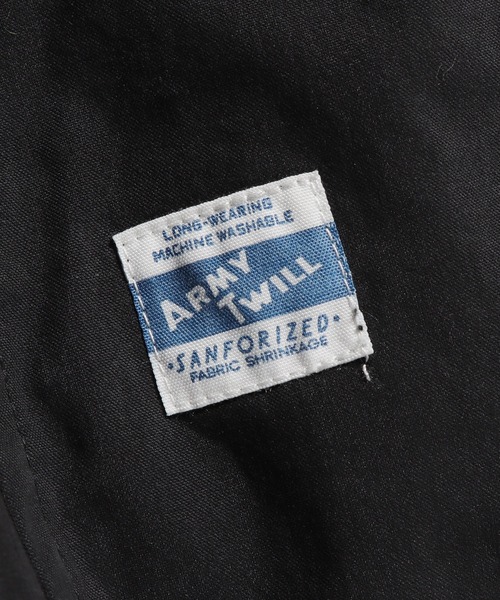 LONG-WEARING
MACHINE WASHABLE
ARMY
TWILL
•SANFORIZED•
FABRIC SHRINKAGE